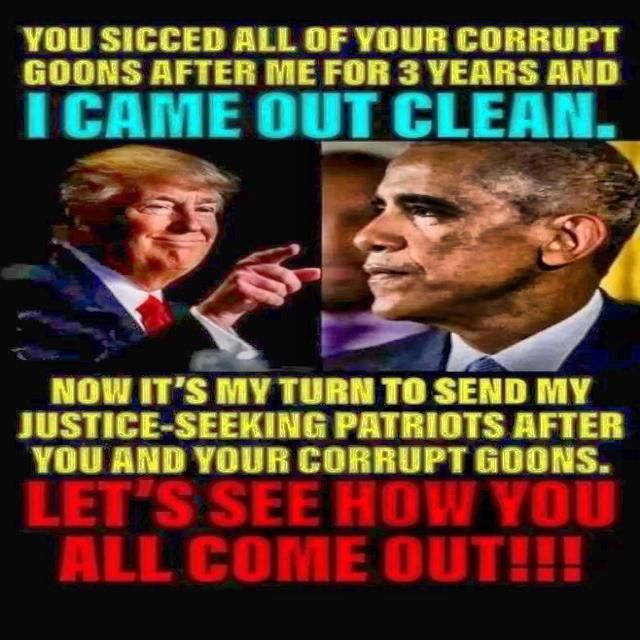 YOU SICCED ALL OF YOUR CORRUPT
GOONS AFTER ME FOR 3 YEARS AND
I CAME OUT CLEAN.
NOW IT'S MY TURN TO SEND MY
JUSTICE-SEEKING PATRIOTS AFTER
YOU AND YOUR CORRUPT GOONS.
LET'S SEE HOW YOU
ALL COME OUT!!!